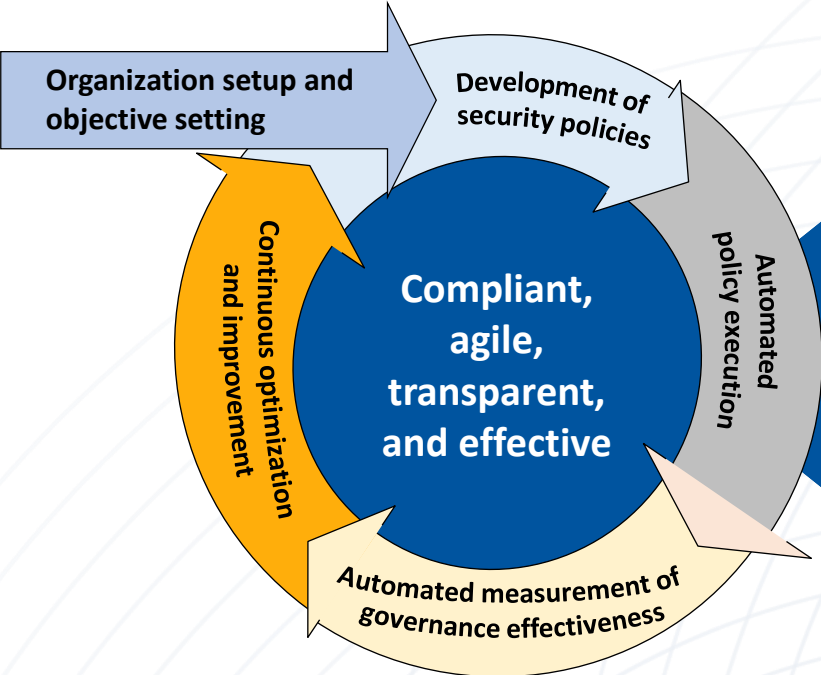 Organization setup and
objective setting
Development of
security policies
Automated
policy execution
Compliant,
agile,
transparent,
and effective
Continuous optimization
and improvement
Automated measurement of
governance effectiveness